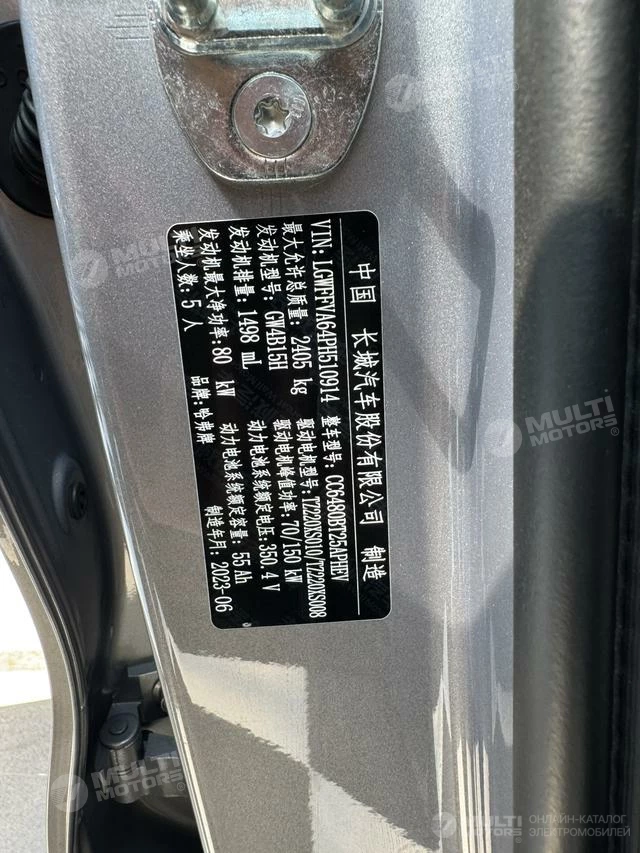 中国 长城汽车股份有限公司 制造
VIN: LGWFFVA64PH510914 整车型号: CC6480BT25APHEV
最大允许总质量: 2405 kg 驱动电机型号: TZ220XS010/TZ220XS008
发动机型号: GW4B15H 驱动电机峰值功率: 70/150 kW
发动机排量: 1498 mL 动力电池系统额定电压: 350.4 V
发动机最大净功率: 80 kW 动力电池系统额定容量: 55 Ah
乘坐人数: 5 人 品牌: 哈弗牌 制造年月: 2023-06
MULTI MOTORS®
MULTI MOTORS
MULTI MOTORS
MULTI MOTORS
MULTI MOTORS
ОНЛАЙН-КАТАЛОГ
ЭЛЕКТРОМОБИЛЕЙ